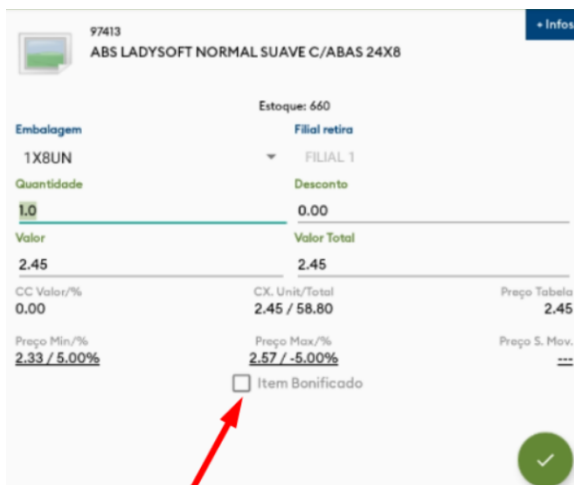 97413
+ Infos
ABS LADYSOFT NORMAL SUAVE C/ABAS 24X8
Estoque: 660
Embalagem Filial retira
1X8UN FILIAL 1
Quantidade Desconto
1.0 0.00
Valor Valor Total
2.45 2.45
CC Valor/% CX. Unit/Total Preço Tabela
0.00 2.45 / 58.80 2.45
Preço Min/% Preço Max/% Preço S. Mov.
2.33 / 5.00% 2.57 / -5.00% ---
Item Bonificado